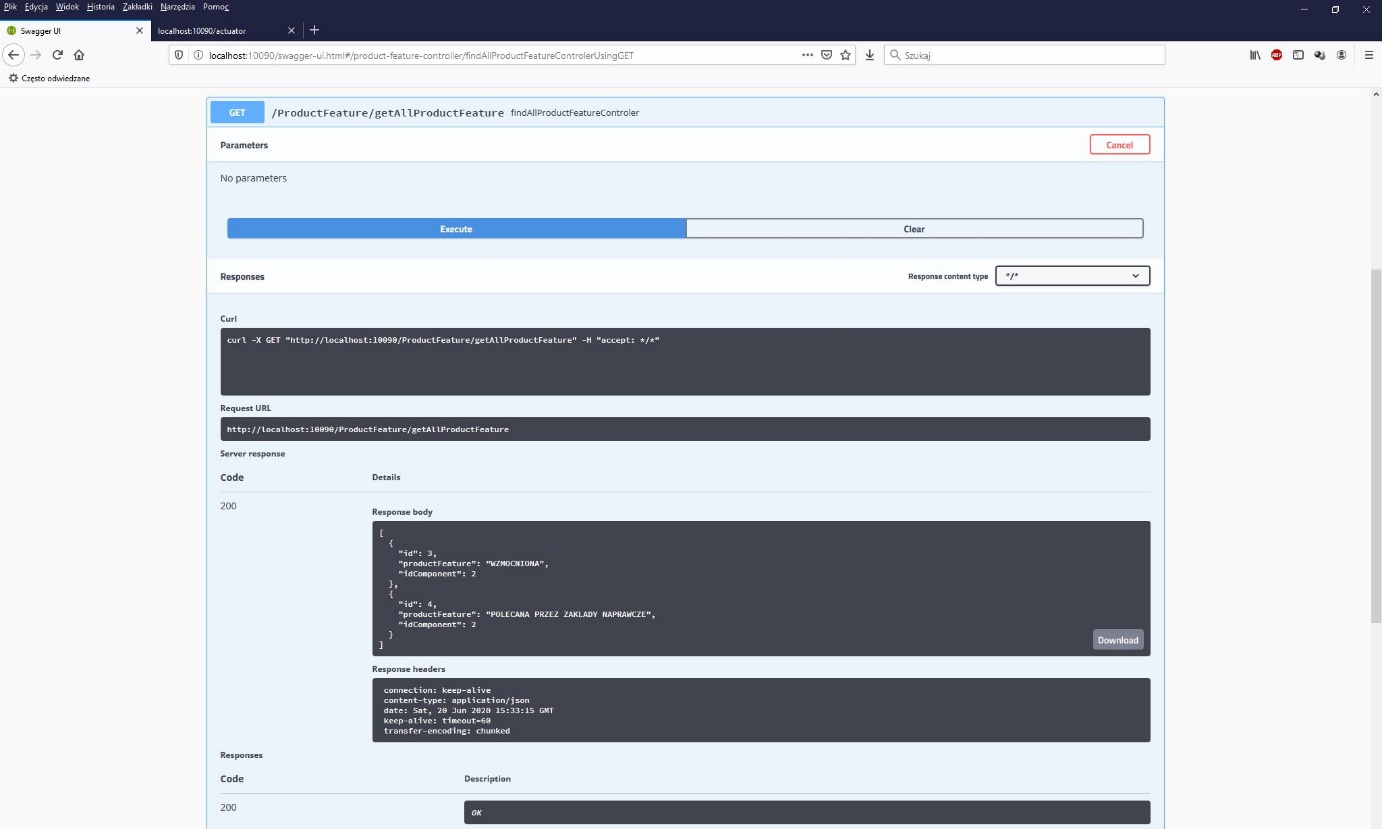 Plik Edycja Widok Historia Zakładki Narzędzia Pomoc
Swagger UI
localhost:10090/actuator
localhost:10090/swagger-ui.html#/product-feature-controller/findAllProductFeatureControlerUsingGET
Szukaj
ABP
Często odwiedzane
GET /ProductFeature/getAllProductFeature findAllProductFeatureControler
Parameters Cancel
No parameters
Execute Clear
Responses Response content type */*
Curl
curl -X GET "http://localhost:10090/ProductFeature/getAllProductFeature" -H "accept: */*"
Request URL
http://localhost:10090/ProductFeature/getAllProductFeature
Server response
Code Details
200
Response body
[
{
"id": 3,
"productFeature": "WZMOCNIONA",
"idComponent": 2
},
{
"id": 4,
"productFeature": "POLECANA PRZEZ ZAKLADY NAPRAWCZE",
"idComponent": 2
}
]
Download
Response headers
connection: keep-alive
content-type: application/json
date: Sat, 20 Jun 2020 15:33:15 GMT
keep-alive: timeout=60
transfer-encoding: chunked
Responses
Code Description
200 OK